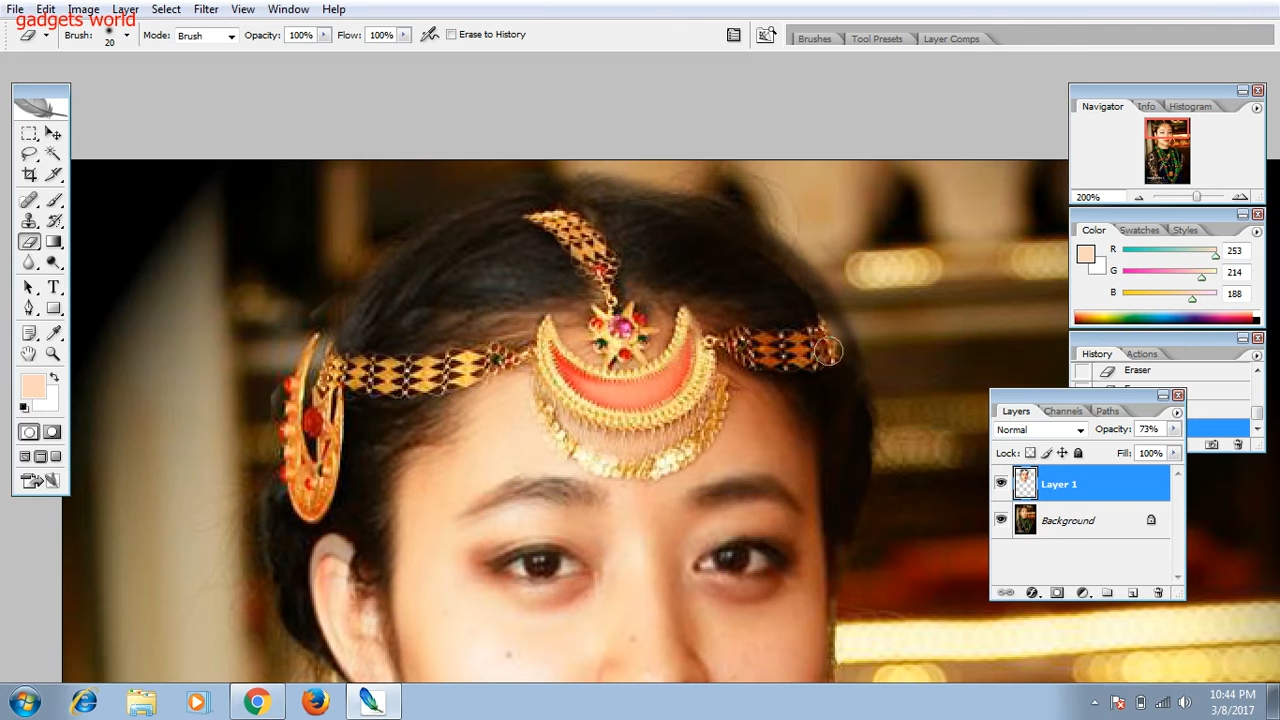 File Edit Image Layer Select Filter View Window Help
gadgets world
Brush: 20 Mode: Brush Opacity: 100% Flow: 100% Erase to History Brushes Tool Presets Layer Comps
Navigator Info Histogram
200%
Color Swatches Styles
R 253
G 214
B 188
History Actions
Eraser
Layers Channels Paths
Normal Opacity: 73%
Lock: Fill: 100%
Layer 1
Background
T
10:44 PM
3/8/2017